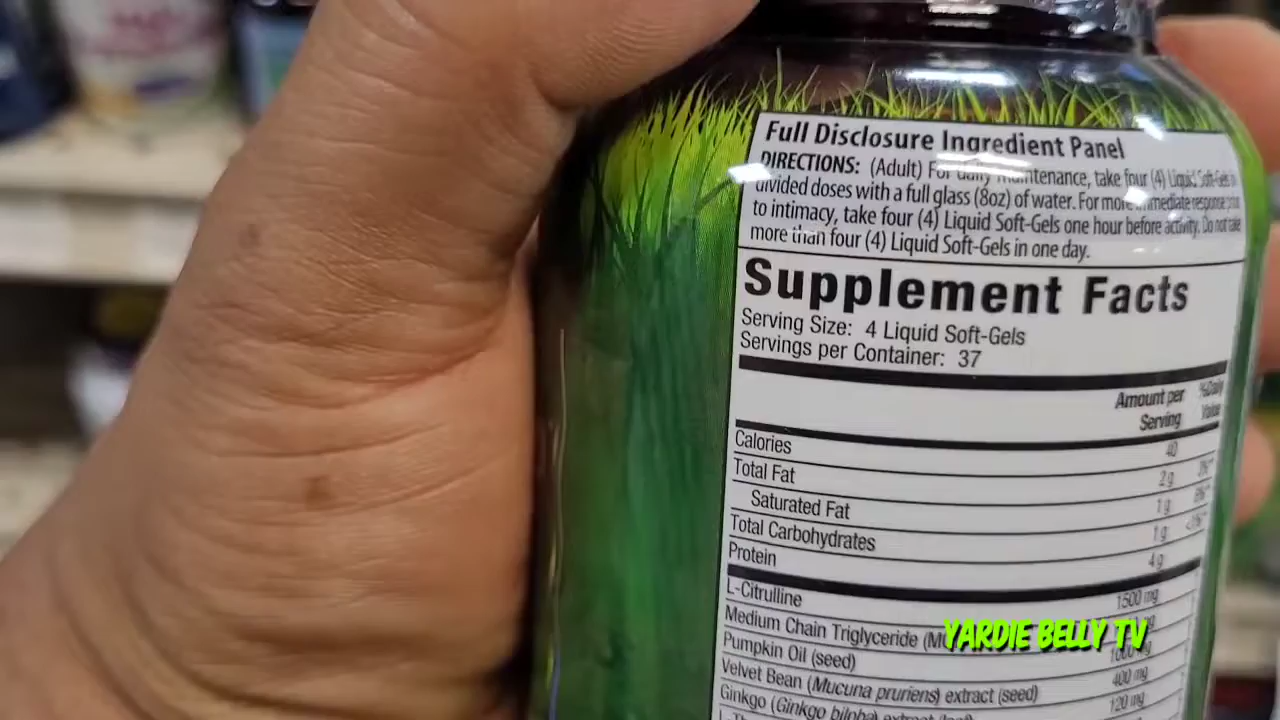 Full Disclosure Ingredient Panel
DIRECTIONS: (Adult) For daily maintenance, take four (4) Liquid Soft-Gels in
divided doses with a full glass (8oz) of water. For more immediate response prior
to intimacy, take four (4) Liquid Soft-Gels one hour before activity. Do not take
more than four (4) Liquid Soft-Gels in one day.
Supplement Facts
Serving Size: 4 Liquid Soft-Gels
Servings per Container: 37
Amount per Serving %Daily Value
Calories 40
Total Fat 2 g 3%**
Saturated Fat 1 g
Total Carbohydrates 1 g <1%**
Protein 4 g
L-Citrulline 1500 mg
Medium Chain Triglyceride
YARDIE BELLY TV
Pumpkin Oil (seed) 1000 mg
Velvet Bean (Mucuna pruriens) extract (seed) 400 mg
Ginkgo (Ginkgo biloba) extract (leaf) 120 mg